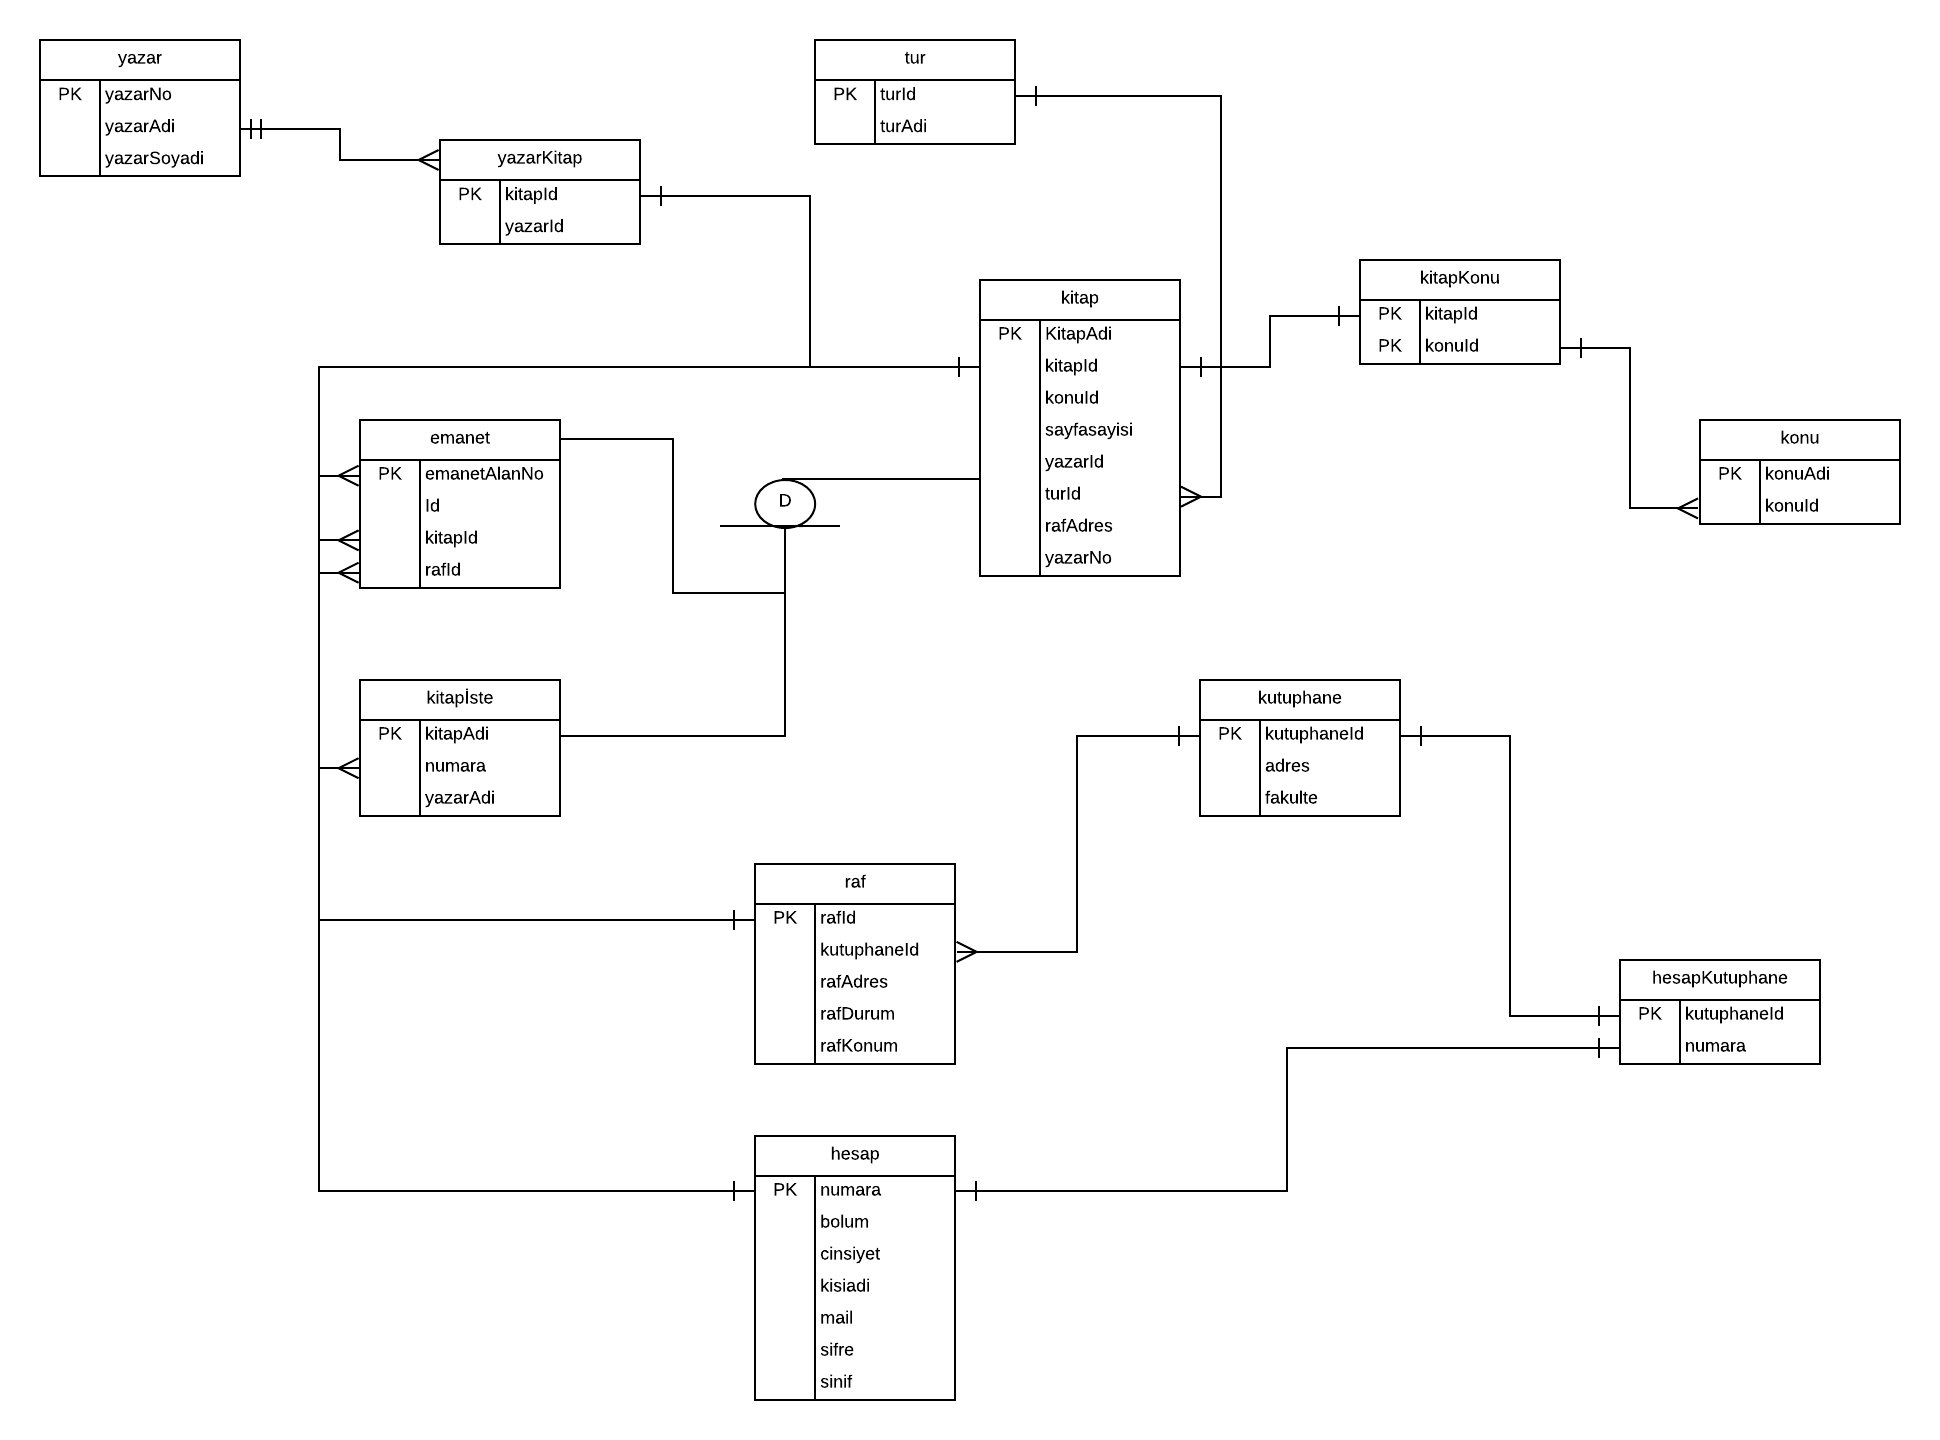 yazar
PK yazarNo
yazarAdi
yazarSoyadi
tur
PK turId
turAdi
yazarKitap
PK kitapId
yazarId
kitap
PK KitapAdi
kitapId
konuId
sayfasayisi
yazarId
turId
rafAdres
yazarNo
kitapKonu
PK kitapId
PK konuId
konu
PK konuAdi
konuId
emanet
PK emanetAlanNo
Id
kitapId
rafId
D
kitapİste
PK kitapAdi
numara
yazarAdi
kutuphane
PK kutuphaneId
adres
fakulte
raf
PK rafId
kutuphaneId
rafAdres
rafDurum
rafKonum
hesapKutuphane
PK kutuphaneId
numara
hesap
PK numara
bolum
cinsiyet
kisiadi
mail
sifre
sinif